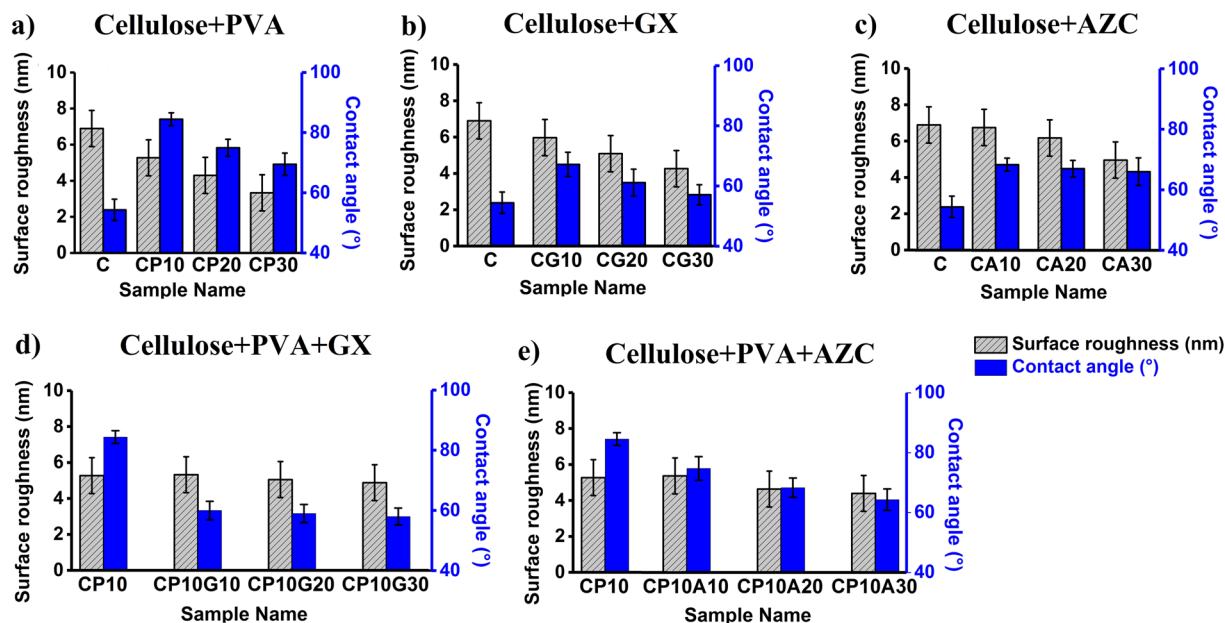 a) Cellulose+PVA
Surface roughness (nm)
10
8
6
4
2
0
100
80
60
40
Contact angle (°)
C CP10 CP20 CP30
Sample Name
b) Cellulose+GX
Surface roughness (nm)
10
8
6
4
2
0
100
80
60
40
Contact angle (°)
C CG10 CG20 CG30
Sample Name
c) Cellulose+AZC
Surface roughness (nm)
10
8
6
4
2
0
100
80
60
40
Contact angle (°)
C CA10 CA20 CA30
Sample Name
d) Cellulose+PVA+GX
Surface roughness (nm)
10
8
6
4
2
0
100
80
60
40
Contact angle (°)
CP10 CP10G10 CP10G20 CP10G30
Sample Name
e) Cellulose+PVA+AZC
Surface roughness (nm)
10
8
6
4
2
0
100
80
60
40
Contact angle (°)
CP10 CP10A10 CP10A20 CP10A30
Sample Name
Surface roughness (nm)
Contact angle (°)